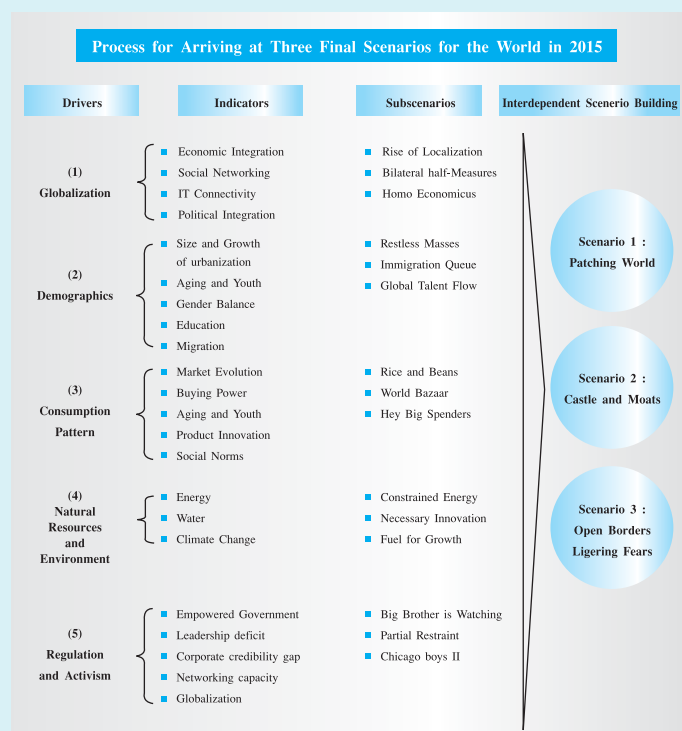 Process for Arriving at Three Final Scenarios for the World in 2015
Drivers
Indicators
Subscenarios
Interdependent Scenerio Building
(1)
Globalization
Economic Integration
Social Networking
IT Connectivity
Political Integration
Rise of Localization
Bilateral half-Measures
Homo Economicus
(2)
Demographics
Size and Growth
of urbanization
Aging and Youth
Gender Balance
Education
Migration
Restless Masses
Immigration Queue
Global Talent Flow
(3)
Consumption
Pattern
Market Evolution
Buying Power
Aging and Youth
Product Innovation
Social Norms
Rice and Beans
World Bazaar
Hey Big Spenders
(4)
Natural
Resources
and
Environment
Energy
Water
Climate Change
Constrained Energy
Necessary Innovation
Fuel for Growth
(5)
Regulation
and Activism
Empowered Government
Leadership deficit
Corporate credibility gap
Networking capacity
Globalization
Big Brother is Watching
Partial Restraint
Chicago boys II
Scenario 1 :
Patching World
Scenario 2 :
Castle and Moats
Scenario 3 :
Open Borders
Ligering Fears